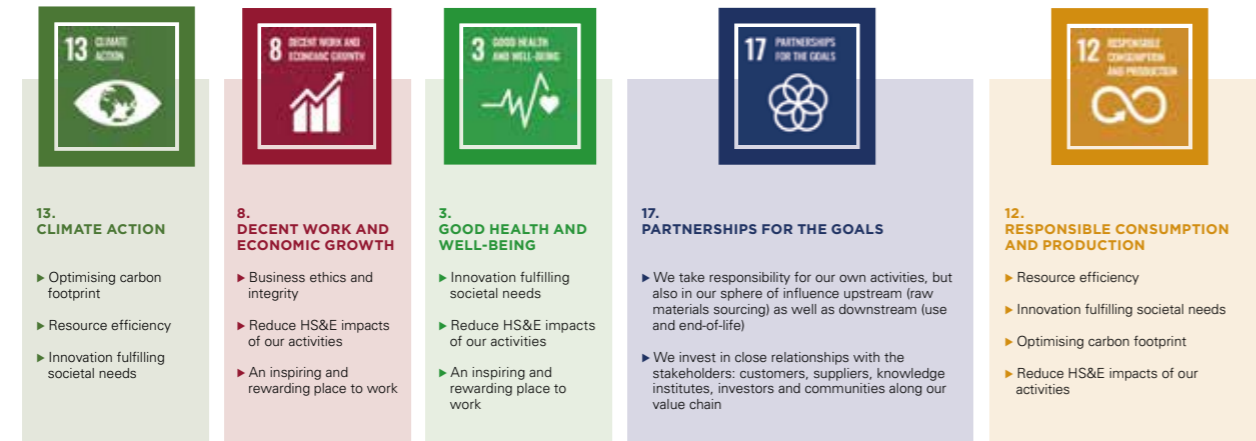 13 CLIMATE
ACTION
8 DECENT WORK AND
ECONOMIC GROWTH
3 GOOD HEALTH
AND WELL-BEING
17 PARTNERSHIPS
FOR THE GOALS
12 RESPONSIBLE
CONSUMPTION
AND PRODUCTION
13.
CLIMATE ACTION
▶ Optimising carbon
footprint
▶ Resource efficiency
▶ Innovation fulfilling
societal needs
8.
DECENT WORK AND
ECONOMIC GROWTH
▶ Business ethics and
integrity
▶ Reduce HS&E impacts
of our activities
▶ An inspiring and
rewarding place to work
3.
GOOD HEALTH AND
WELL-BEING
▶ Innovation fulfilling
societal needs
▶ Reduce HS&E impacts
of our activities
▶ An inspiring and
rewarding place to
work
17.
PARTNERSHIPS FOR THE GOALS
▶ We take responsibility for our own activities, but
also in our sphere of influence upstream (raw
materials sourcing) as well as downstream (use
and end-of-life)
▶ We invest in close relationships with the
stakeholders: customers, suppliers, knowledge
institutes, investors and communities along our
value chain
12.
RESPONSIBLE CONSUMPTION
AND PRODUCTION
▶ Resource efficiency
▶ Innovation fulfilling societal needs
▶ Optimising carbon footprint
▶ Reduce HS&E impacts of our
activities